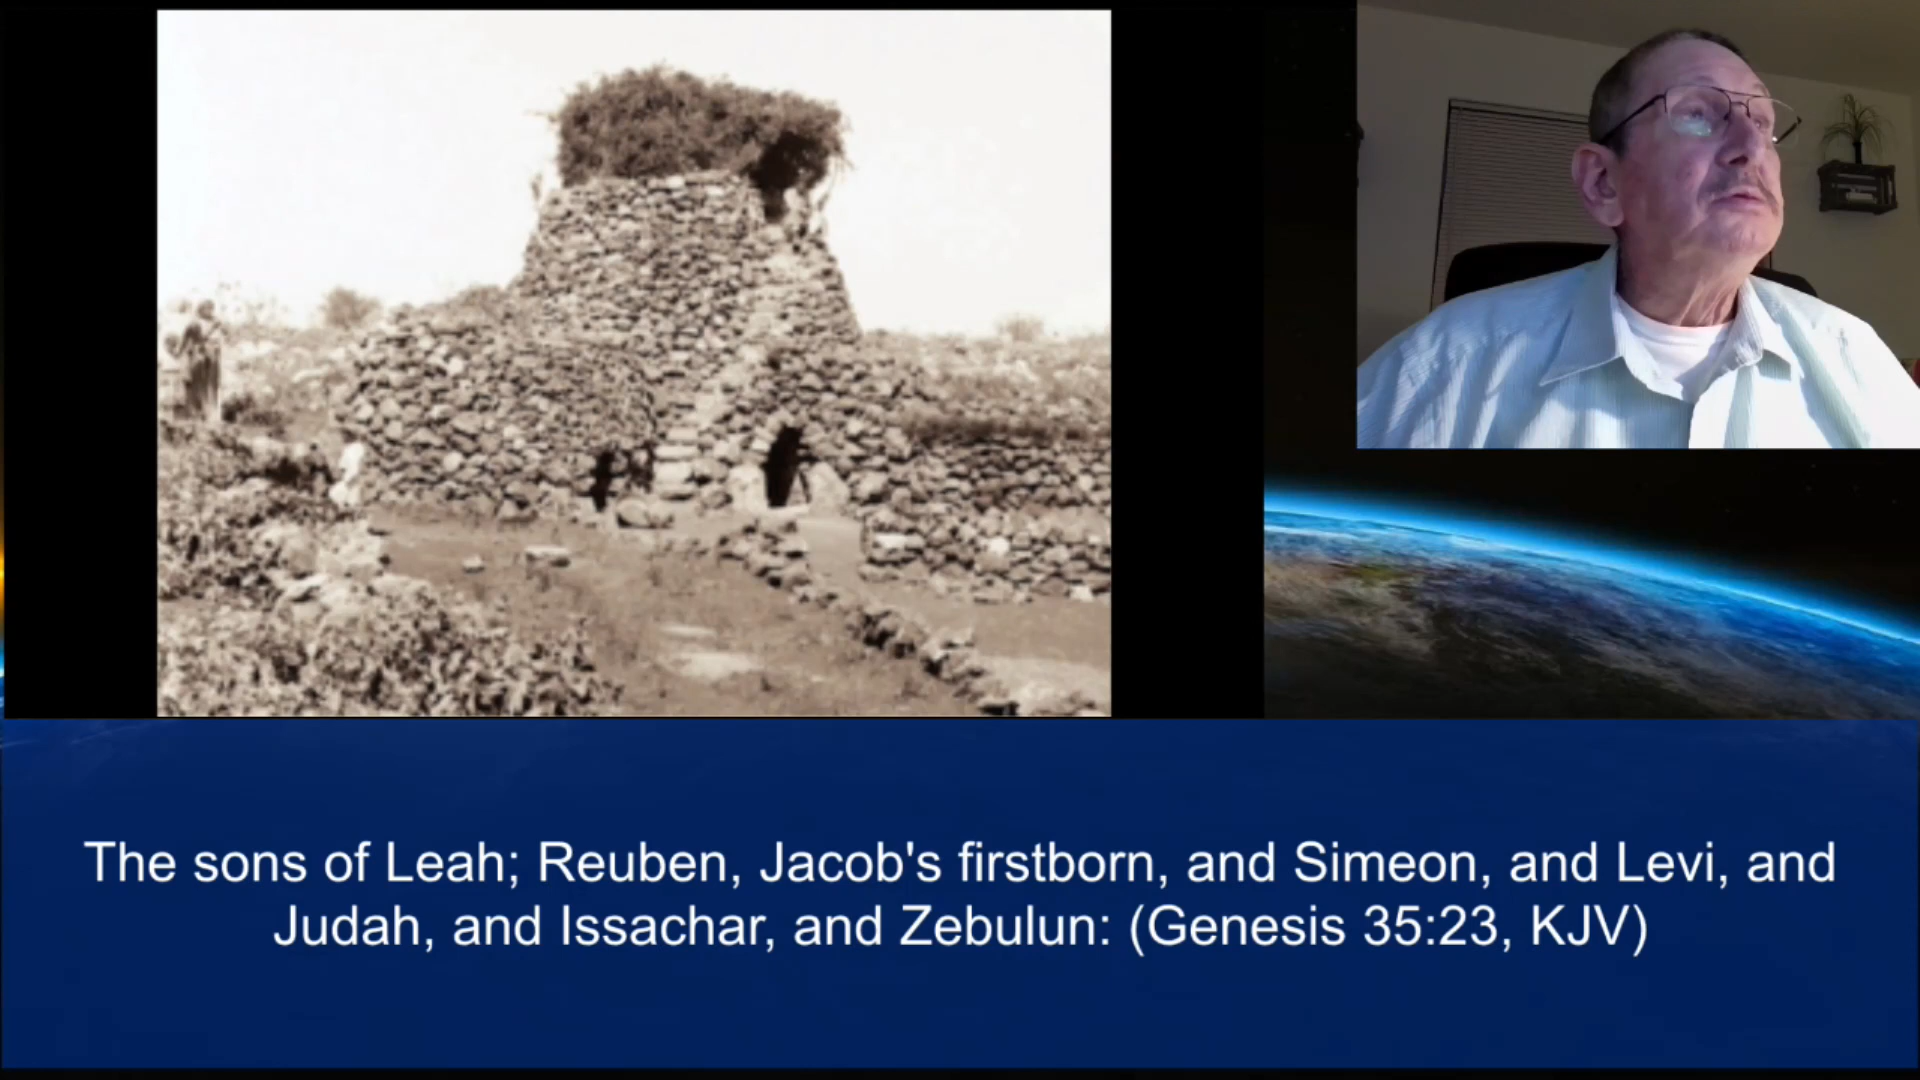 The sons of Leah; Reuben, Jacob's firstborn, and Simeon, and Levi, and
Judah, and Issachar, and Zebulun: (Genesis 35:23, KJV)